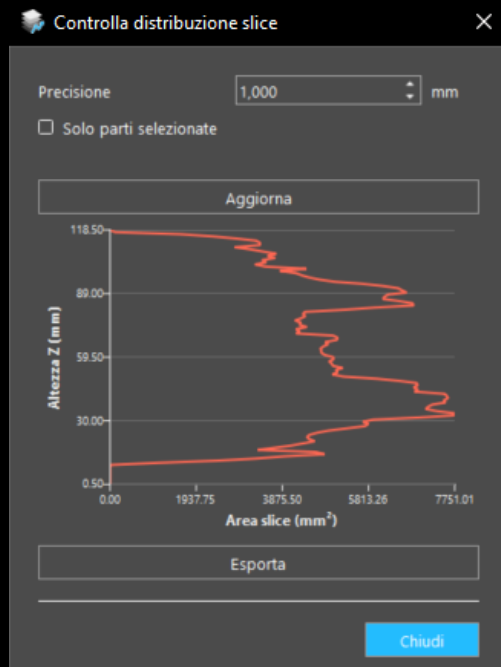 Controlla distribuzione slice
Precisione 1,000 mm
Solo parti selezionate
Aggiorna
118.50
89.00
59.50
30.00
0.50
Altezza Z (mm)
0.00 1937.75 3875.50 5813.26 7751.01
Area slice (mm²)
Esporta
Chiudi